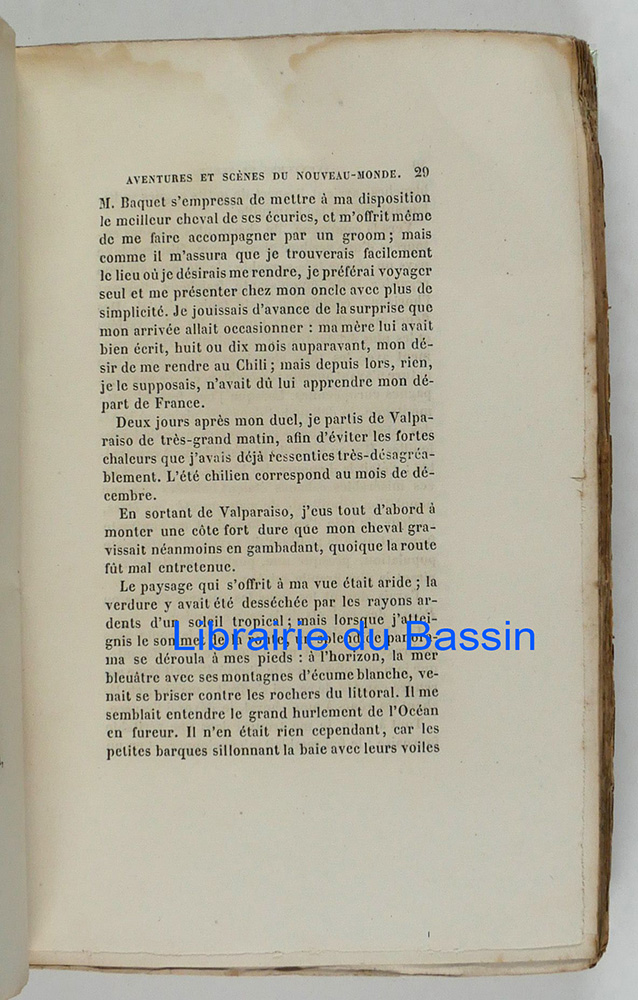 AVENTURES ET SCÈNES DU NOUVEAU-MONDE. 29
M. Baquet s'empressa de mettre à ma disposition
le meilleur cheval de ses écuries, et m'offrit même
de me faire accompagner par un groom ; mais
comme il m'assura que je trouverais facilement
le lieu où je désirais me rendre, je préférai voyager
seul et me présenter chez mon oncle avec plus de
simplicité. Je jouissais d'avance de la surprise que
mon arrivée allait occasionner : ma mère lui avait
bien écrit, huit ou dix mois auparavant, mon dé-
sir de me rendre au Chili ; mais depuis lors, rien,
je le supposais, n'avait dû lui apprendre mon dé-
part de France.
Deux jours après mon duel, je partis de Valpa-
raiso de très-grand matin, afin d'éviter les fortes
chaleurs que j'avais déjà ressenties très-désagréa-
blement. L'été chilien correspond au mois de dé-
cembre.
En sortant de Valparaiso, j'eus tout d'abord à
monter une côte fort dure que mon cheval gra-
vissait néanmoins en gambadant, quoique la route
fût mal entretenue.
Le paysage qui s'offrit à ma vue était aride ; la
verdure y avait été desséchée par les rayons ar-
dents d'un soleil tropical ; mais lorsque j'attei-
gnis le sommet de la un splendide panora-
ma se déroula à mes pieds : à l'horizon, la mer
bleuâtre avec ses montagnes d'écume blanche, ve-
nait se briser contre les rochers du littoral. Il me
semblait entendre le grand hurlement de l'Océan
en fureur. Il n'en était rien cependant, car les
petites barques sillonnant la baie avec leurs voiles
Librairie du Bassin